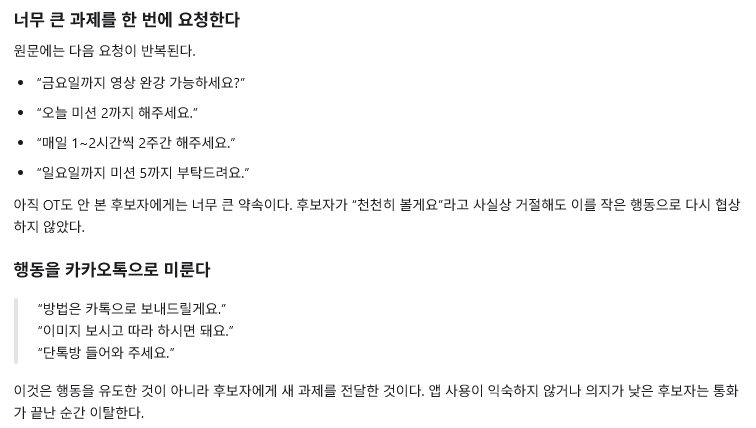 너무 큰 과제를 한 번에 요청한다
원문에는 다음 요청이 반복된다.
• “금요일까지 영상 완강 가능하세요?”
• “오늘 미션 2까지 해주세요.”
• “매일 1~2시간씩 2주간 해주세요.”
• “일요일까지 미션 5까지 부탁드려요.”
아직 OT도 안 본 후보자에게는 너무 큰 약속이다. 후보자가 “천천히 볼게요”라고 사실상 거절해도 이를 작은 행동으로 다시 협상
하지 않았다.
행동을 카카오톡으로 미룬다
“방법은 카톡으로 보내드릴게요.”
“이미지 보시고 따라 하시면 돼요.”
“단톡방 들어와 주세요.”
이것은 행동을 유도한 것이 아니라 후보자에게 새 과제를 전달한 것이다. 앱 사용이 익숙하지 않거나 의지가 낮은 후보자는 통화
가 끝난 순간 이탈한다.